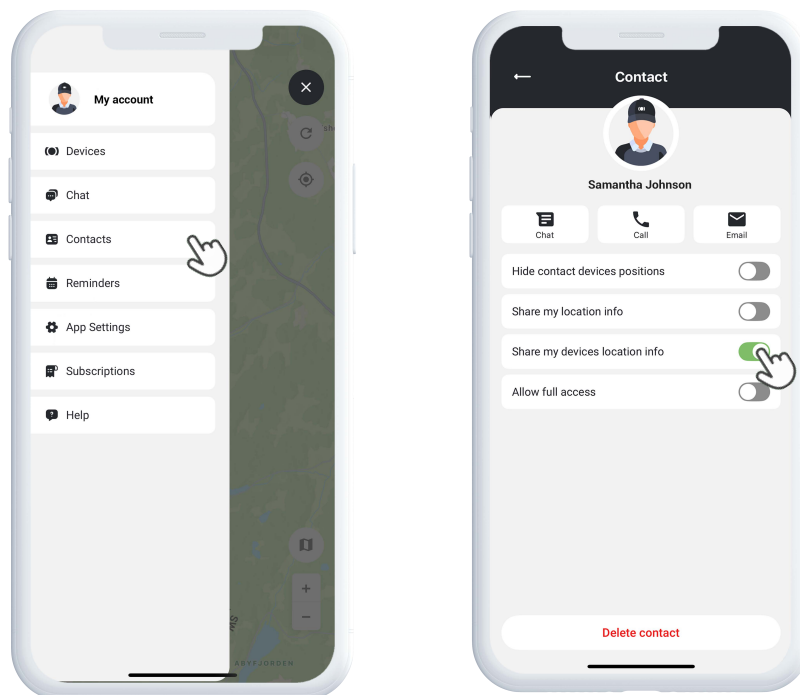 My account
Devices
Chat
Contacts
Reminders
App Settings
Subscriptions
Help
+
−
ANYFJORDEN
Contact
Samantha Johnson
Chat
Call
Email
Hide contact devices positions
Share my location info
Share my devices location info
Allow full access
Delete contact